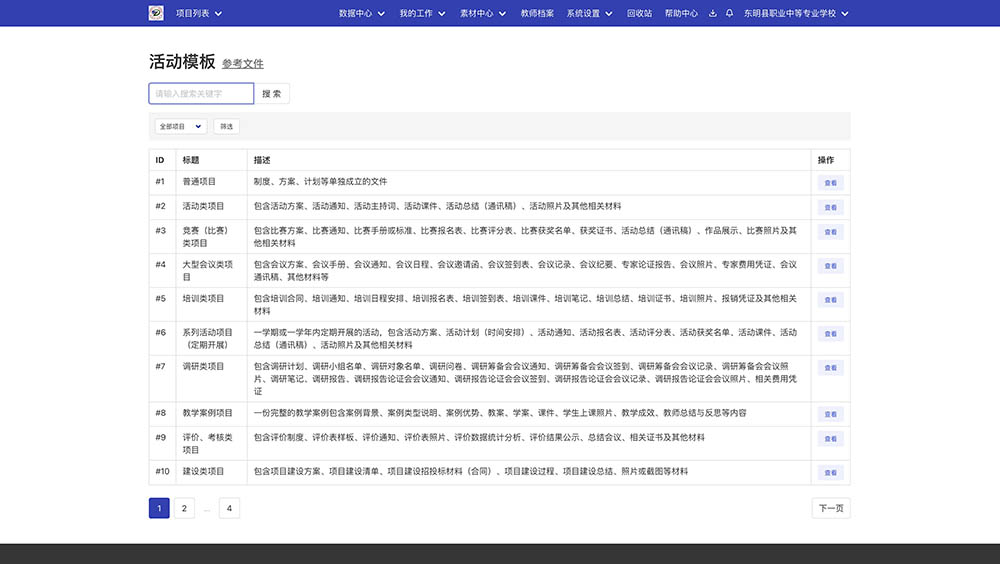 项目列表
数据中心
我的工作
素材中心
教师档案
系统设置
回收站
帮助中心
东明县职业中等专业学校
活动模板 参考文件
请输入搜索关键字
搜 索
全部项目
筛选
ID 标题 描述 操作
#1 普通项目 制度、方案、计划等单独成立的文件 查看
#2 活动类项目 包含活动方案、活动通知、活动主持词、活动课件、活动总结（通讯稿）、活动照片及其他相关材料 查看
#3 竞赛（比赛） 包含比赛方案、比赛通知、比赛手册或标准、比赛报名表、比赛评分表、比赛获奖名单、获奖证书、活动总结（通讯稿）、作品展示、比赛照片及其 查看
类项目 他相关材料
#4 大型会议类项 包含会议方案、会议手册、会议通知、会议日程、会议邀请函、会议签到表、会议记录、会议纪要、专家论证报告、会议照片、专家费用凭证、会议 查看
目 通讯稿、其他材料等
#5 培训类项目 包含培训合同、培训通知、培训日程安排、培训报名表、培训签到表、培训课件、培训笔记、培训总结、培训证书、培训照片、报销凭证及其他相关 查看
材料
#6 系列活动项目 一学期或一学年内定期开展的活动，包含活动方案、活动计划（时间安排）、活动通知、活动报名表、活动评分表、活动获奖名单、活动课件、活动 查看
（定期开展） 总结（通讯稿）、活动照片及其他相关材料
#7 调研类项目 包含调研计划、调研小组名单、调研对象名单、调研问卷、调研筹备会会议通知、调研筹备会会议签到、调研筹备会会议记录、调研筹备会会议照 查看
片、调研笔记、调研报告、调研报告论证会会议通知、调研报告论证会会议签到、调研报告论证会会议记录、调研报告论证会会议照片、相关费用凭
证
#8 教学案例项目 一份完整的教学案例包含案例背景、案例类型说明、案例优势、教案、学案、课件、学生上课照片、教学成效、教师总结与反思等内容 查看
#9 评价、考核类 包含评价制度、评价表样板、评价通知、评价表照片、评价数据统计分析、评价结果公示、总结会议、相关证书及其他材料 查看
项目
#10 建设类项目 包含项目建设方案、项目建设清单、项目建设招投标材料（合同）、项目建设过程、项目建设总结、照片或截图等材料 查看
1 2 … 4 下一页